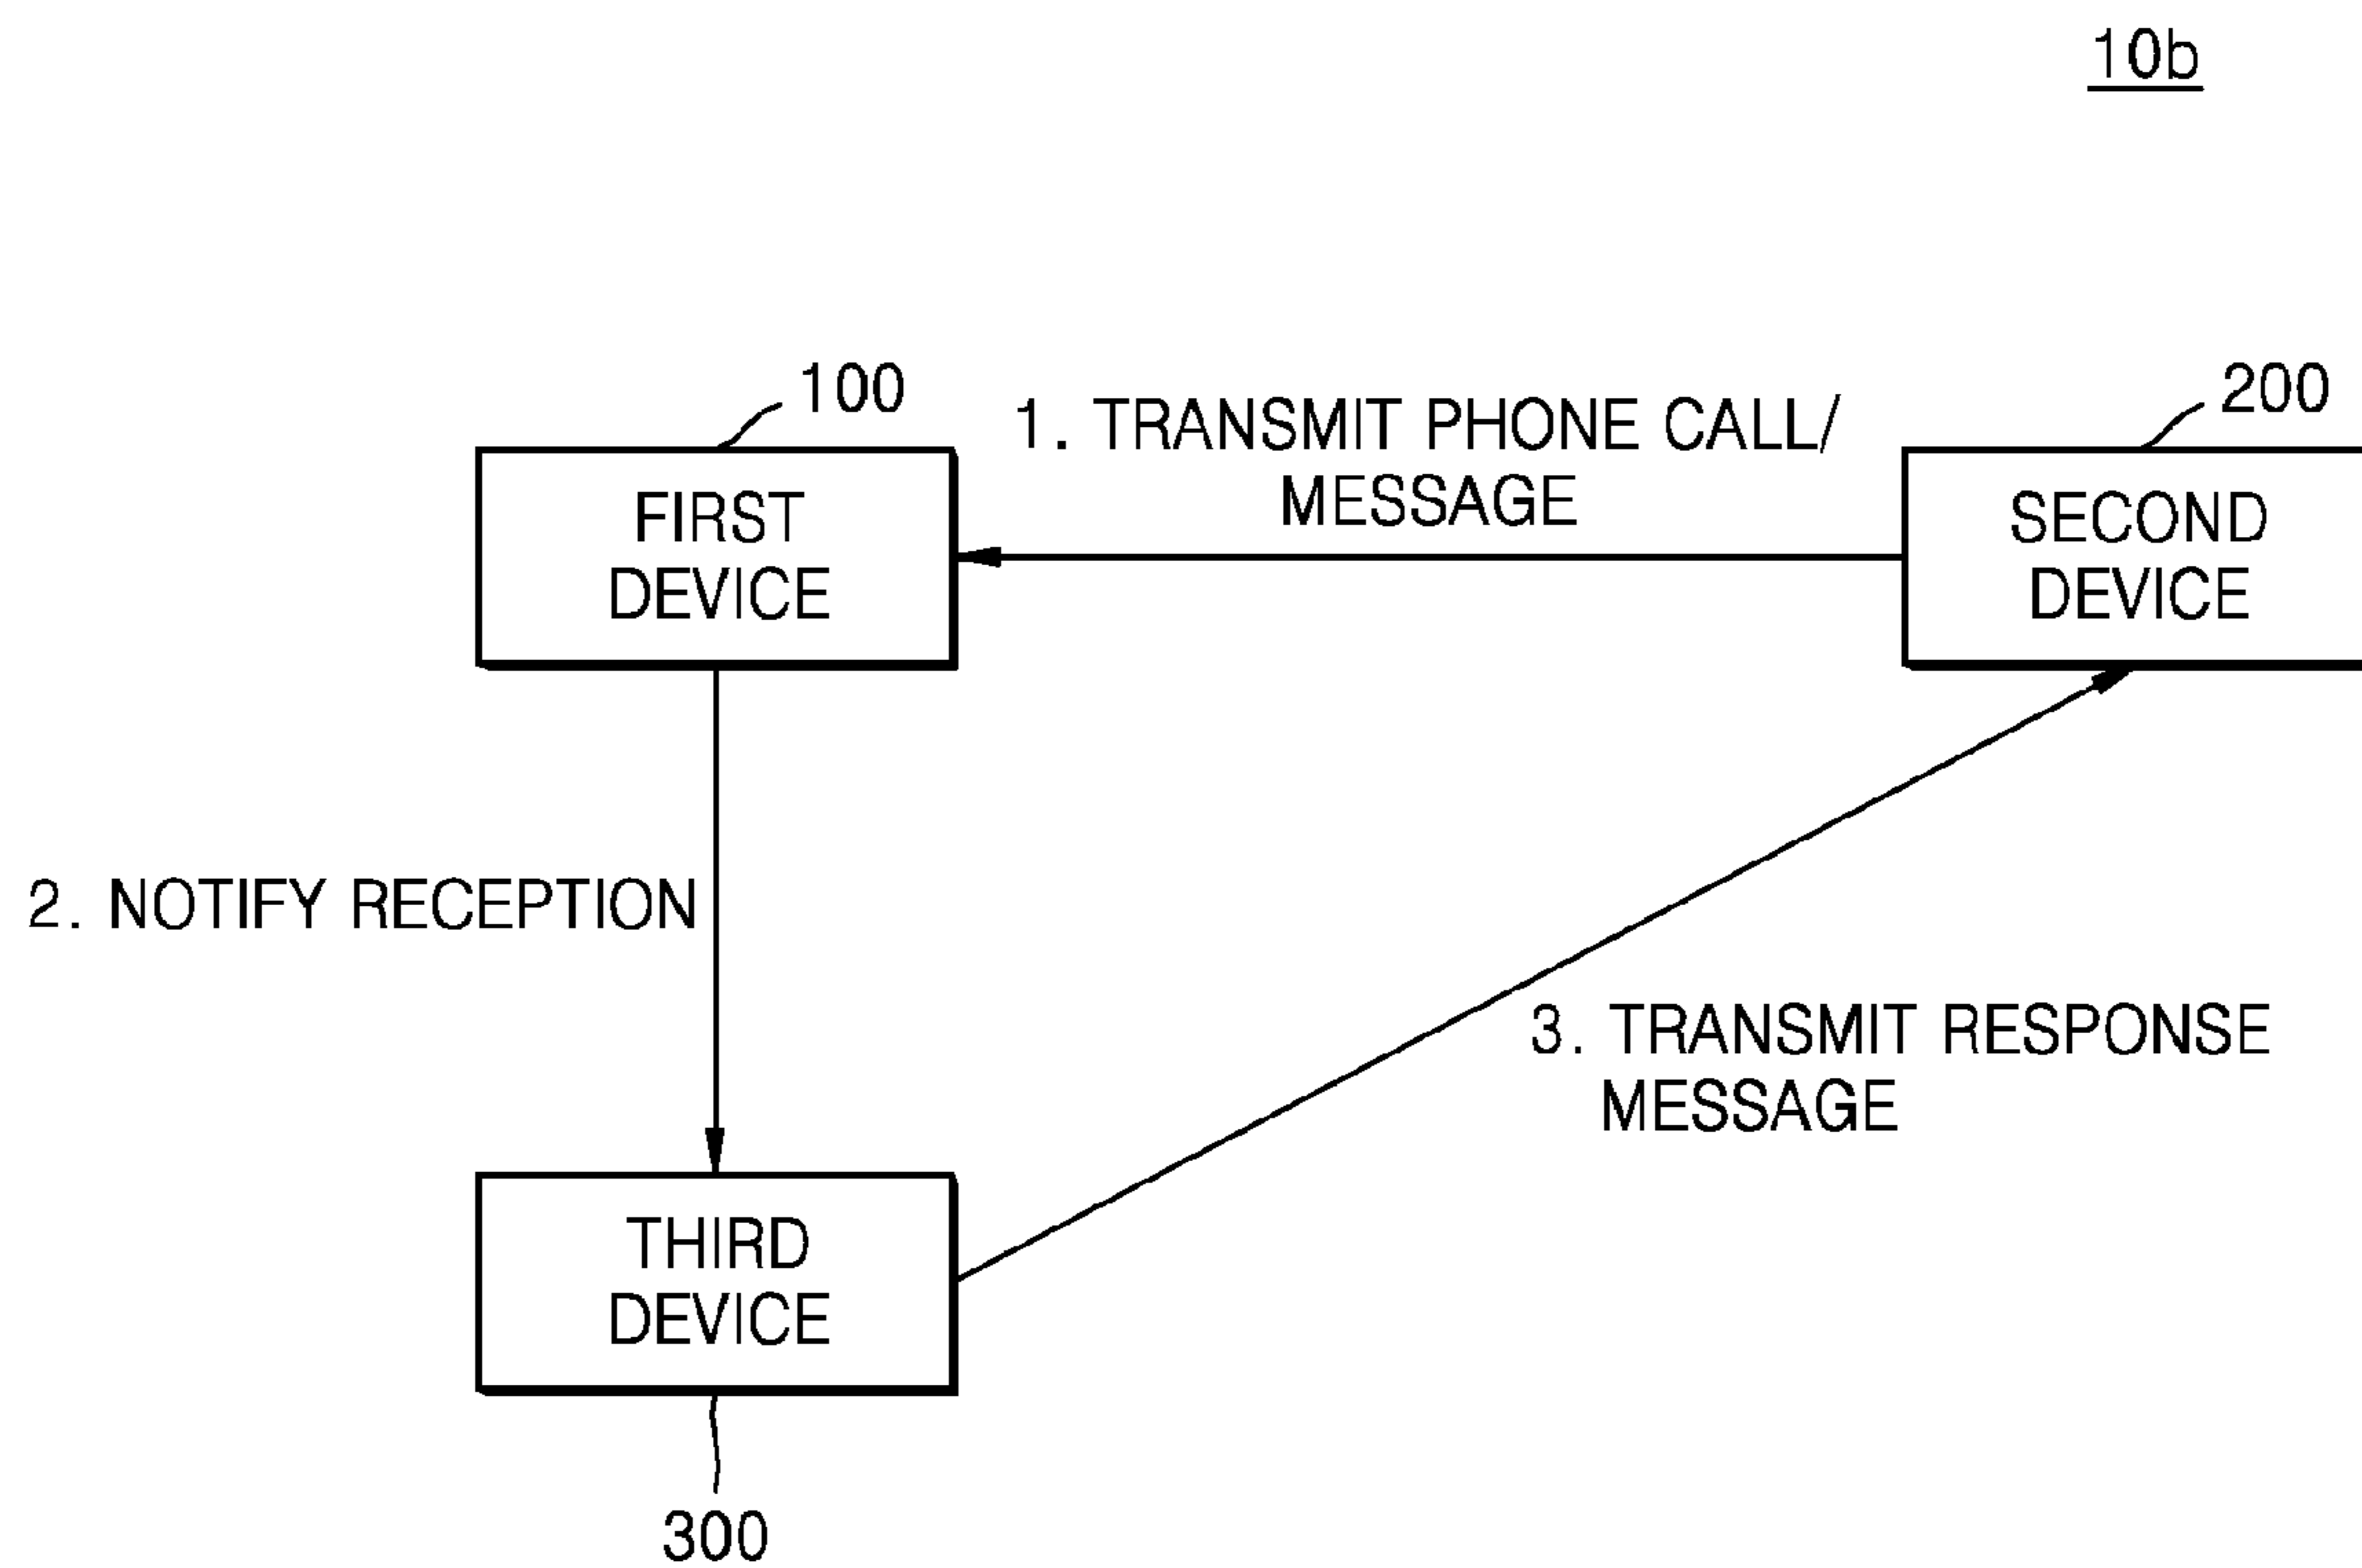 10b
100
200
1. TRANSMIT PHONE CALL/
MESSAGE
FIRST
DEVICE
SECOND
DEVICE
2. NOTIFY RECEPTION
3. TRANSMIT RESPONSE
MESSAGE
THIRD
DEVICE
300